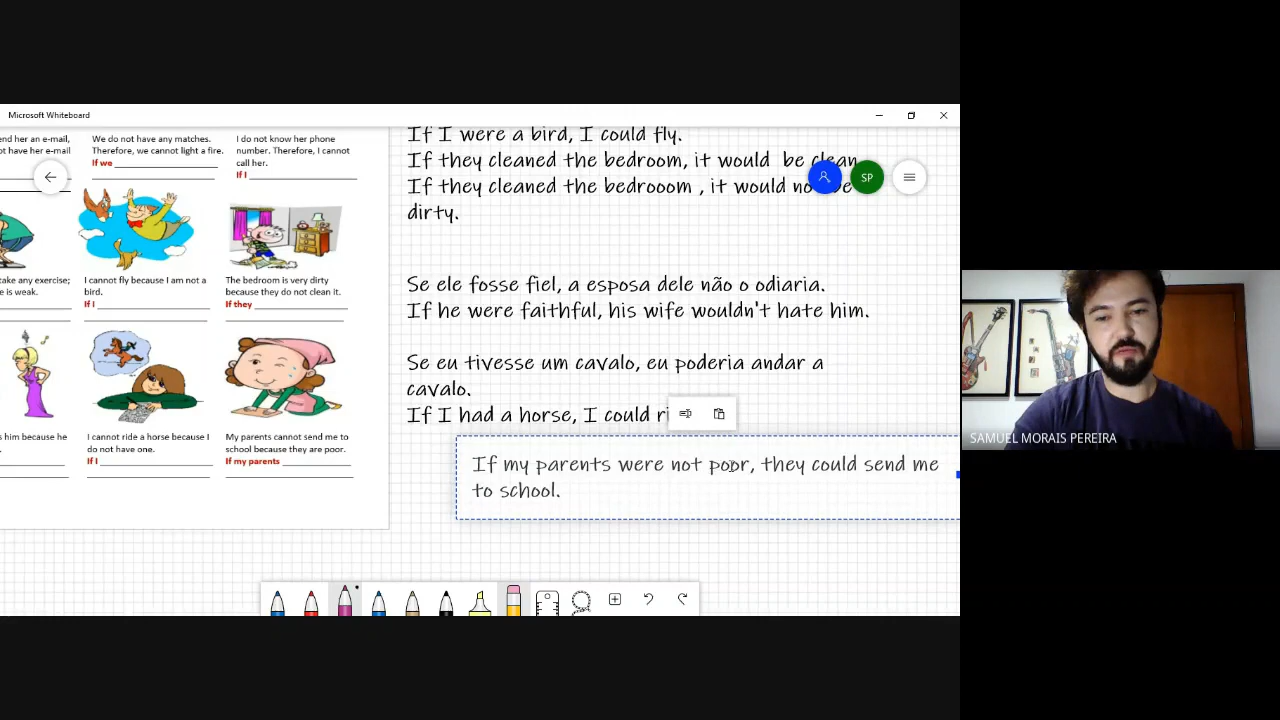 Microsoft Whiteboard
end her an e-mail,
ot have her e-mail
We do not have any matches.
Therefore, we cannot light a fire.
If we
I do not know her phone
number. Therefore, I cannot
call her.
If I
take any exercise;
e is weak.
I cannot fly because I am not a
bird.
If I
The bedroom is very dirty
because they do not clean it.
If they
s him because he
I cannot ride a horse because I
do not have one.
If I
My parents cannot send me to
school because they are poor.
If my parents
If I were a bird, I could fly.
If they cleaned the bedroom, it would be clean
If they cleaned the bedrooom , it would no be
dirty.
Se ele fosse fiel, a esposa dele não o odiaria.
If he were faithful, his wife wouldn't hate him.
Se eu tivesse um cavalo, eu poderia andar a
cavalo.
If I had a horse, I could ri
If my parents were not poor, they could send me
to school.
SP
SAMUEL MORAIS PEREIRA